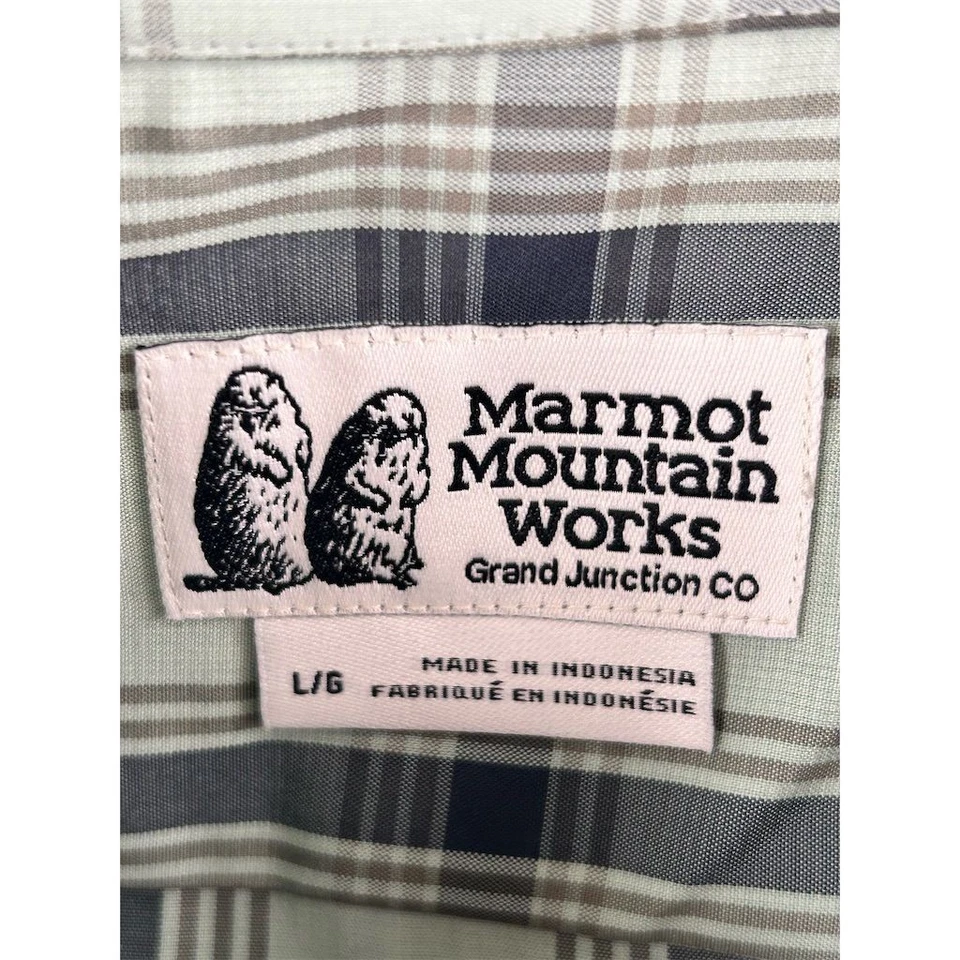 Marmot
Mountain
Works
Grand Junction CO
L/G
MADE IN INDONESIA
FABRIQUÉ EN INDONÉSIE